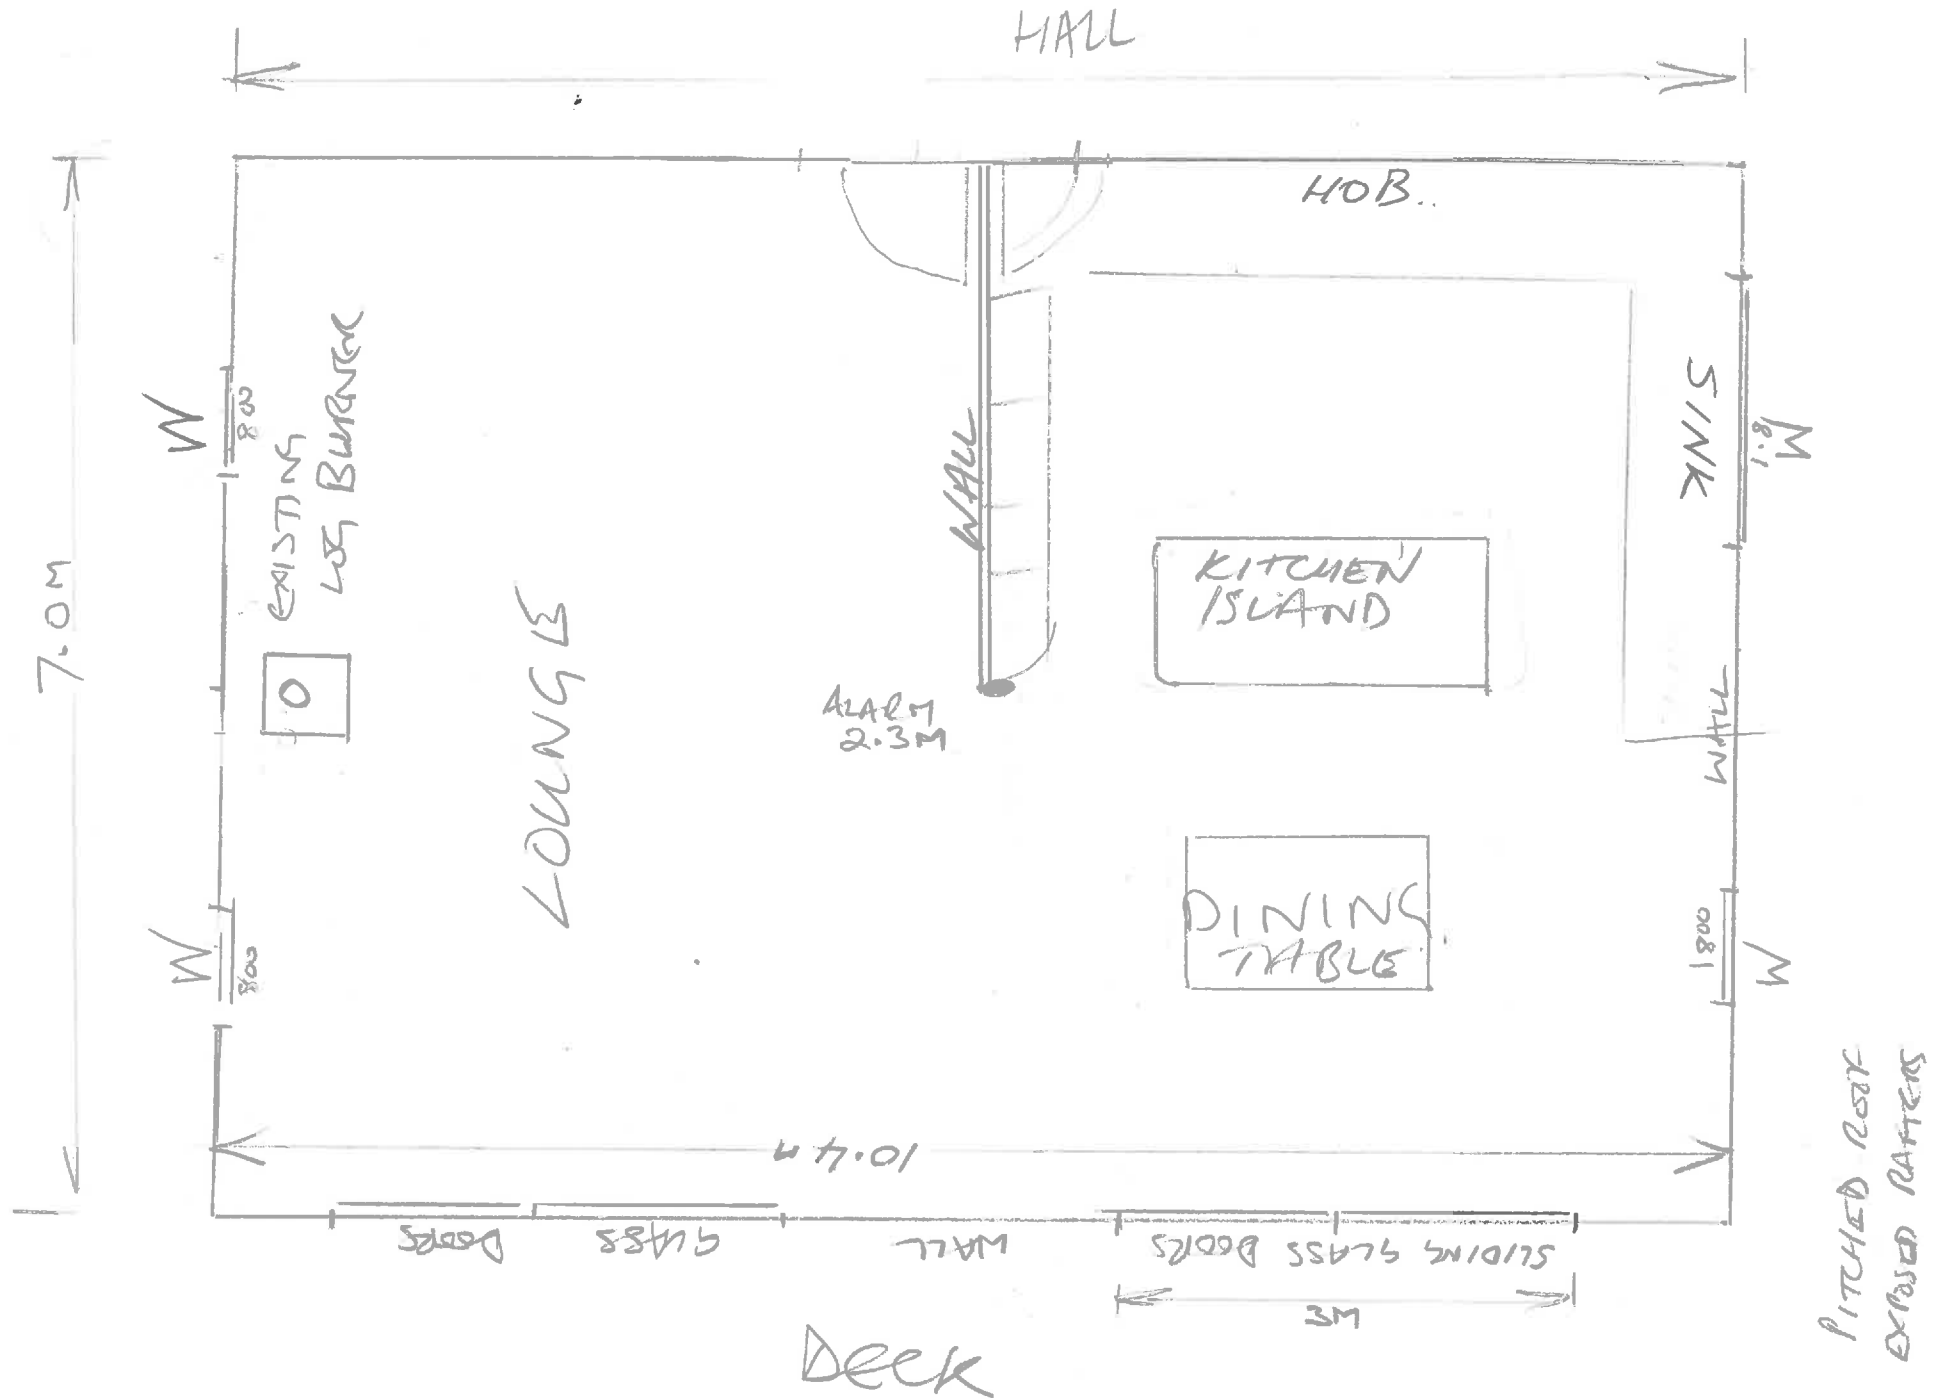 HALL
HOB..
7.0M
W
800
EXISTING
LOG BURNER
O
LOUNGE
WALL
SINK
W
1.8
KITCHEN
ISLAND
ALARM
2.3M
WALL
DINING
TABLE
W
800
1800
W
10.4M
DOORS
GLASS
WALL
SLIDING GLASS DOORS
3M
DECK
PITCHED ROOF
EXPOSED RAFTERS